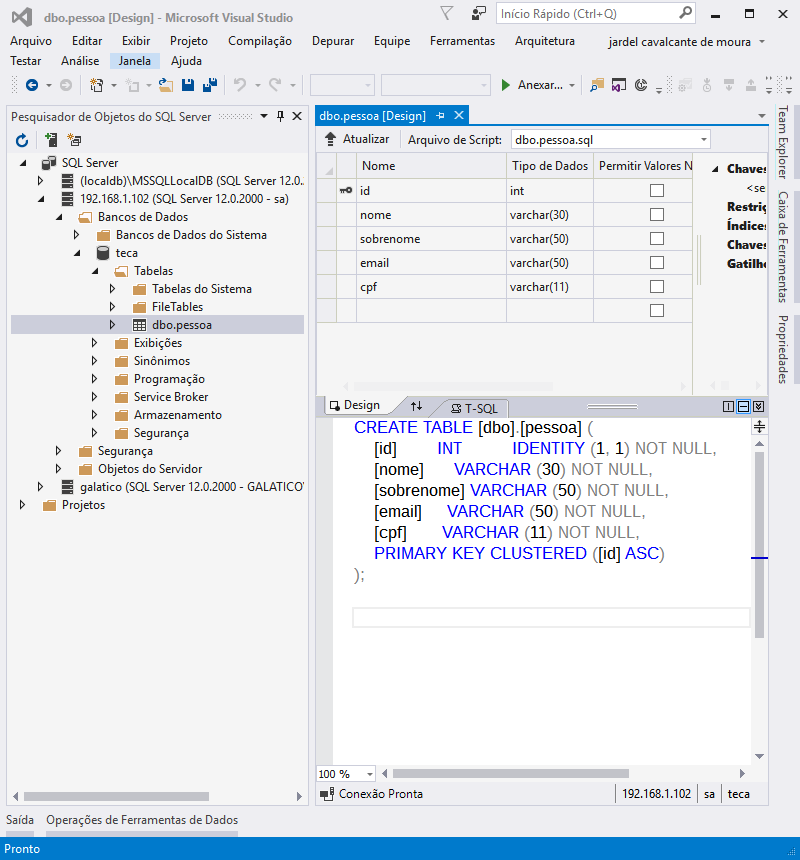 dbo.pessoa [Design] - Microsoft Visual Studio
Início Rápido (Ctrl+Q)
Arquivo Editar Exibir Projeto Compilação Depurar Equipe Ferramentas Arquitetura jardel cavalcante de moura
Testar Análise Janela Ajuda
Anexar...
Pesquisador de Objetos do SQL Server
SQL Server
(localdb)\MSSQLLocalDB (SQL Server 12.0.
192.168.1.102 (SQL Server 12.0.2000 - sa)
Bancos de Dados
Bancos de Dados do Sistema
teca
Tabelas
Tabelas do Sistema
FileTables
dbo.pessoa
Exibições
Sinônimos
Programação
Service Broker
Armazenamento
Segurança
Segurança
Objetos do Servidor
galatico (SQL Server 12.0.2000 - GALATICO\
Projetos
dbo.pessoa [Design]
Atualizar Arquivo de Script: dbo.pessoa.sql
Nome Tipo de Dados Permitir Valores N
id int
nome varchar(30)
sobrenome varchar(50)
email varchar(50)
cpf varchar(11)
Chaves
<se
Restriç
Índices
Chaves
Gatilho
Design T-SQL
CREATE TABLE [dbo].[pessoa] (
[id] INT IDENTITY (1, 1) NOT NULL,
[nome] VARCHAR (30) NOT NULL,
[sobrenome] VARCHAR (50) NOT NULL,
[email] VARCHAR (50) NOT NULL,
[cpf] VARCHAR (11) NOT NULL,
PRIMARY KEY CLUSTERED ([id] ASC)
);
100 %
Conexão Pronta 192.168.1.102 sa teca
Team Explorer
Caixa de Ferramentas
Propriedades
Saída Operações de Ferramentas de Dados
Pronto